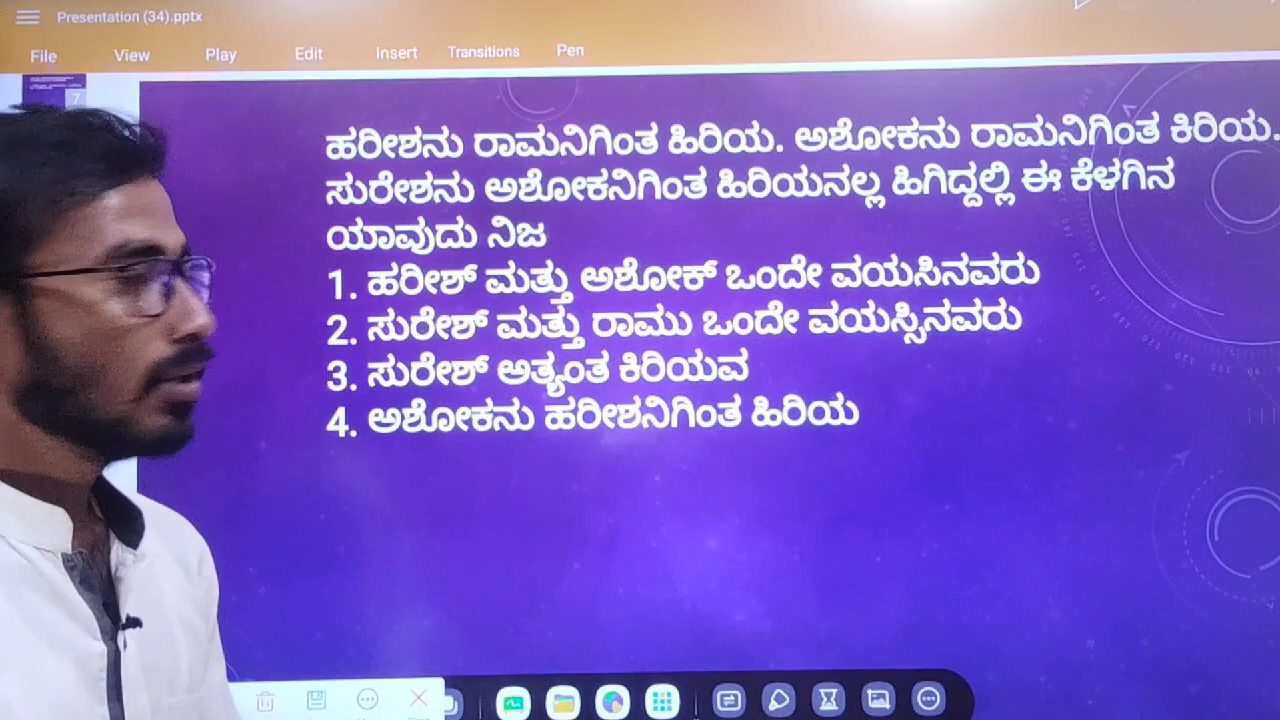 Presentation (34).pptx
File View Play Edit Insert Transitions Pen
7
ಹರೀಶನು ರಾಮನಿಗಿಂತ ಹಿರಿಯ. ಅಶೋಕನು ರಾಮನಿಗಿಂತ ಕಿರಿಯ.
ಸುರೇಶನು ಅಶೋಕನಿಗಿಂತ ಹಿರಿಯನಲ್ಲ ಹಿಗಿದ್ದಲ್ಲಿ ಈ ಕೆಳಗಿನ
ಯಾವುದು ನಿಜ
1. ಹರೀಶ್ ಮತ್ತು ಅಶೋಕ್ ಒಂದೇ ವಯಸಿನವರು
2. ಸುರೇಶ್ ಮತ್ತು ರಾಮು ಒಂದೇ ವಯಸ್ಸಿನವರು
3. ಸುರೇಶ್ ಅತ್ಯಂತ ಕಿರಿಯವ
4. ಅಶೋಕನು ಹರೀಶನಿಗಿಂತ ಹಿರಿಯ